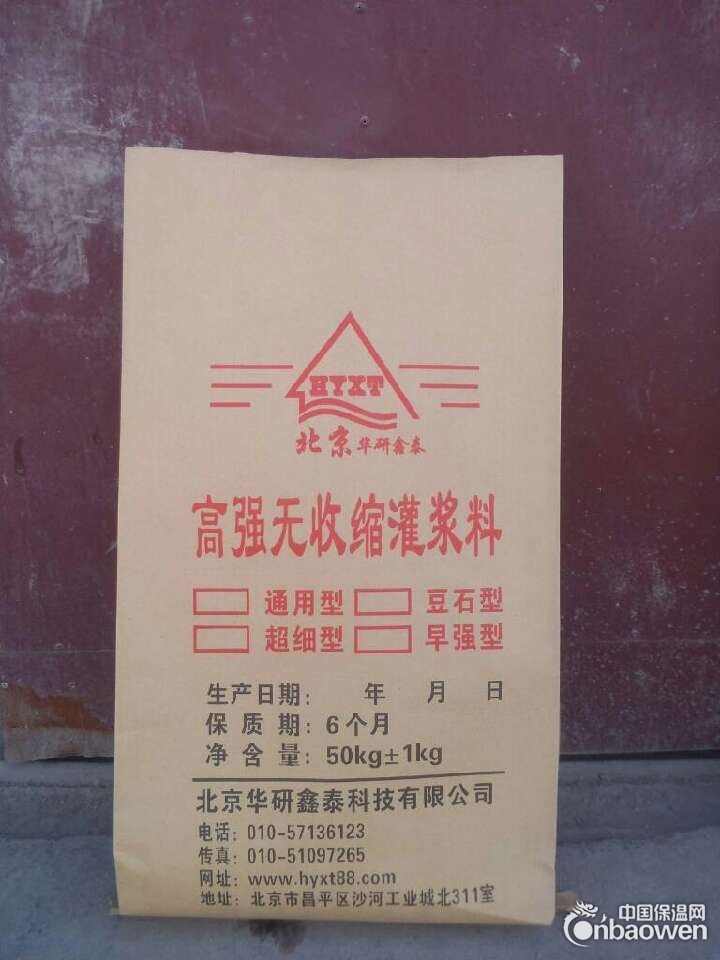 HYXT
北京华研鑫泰
高强无收缩灌浆料
通用型 豆石型
超细型 早强型
生产日期： 年 月 日
保质期：6个月
净含量：50kg±1kg
北京华研鑫泰科技有限公司
电话：010-57136123
传真：010-51097265
网址：www.hyxt88.com
地址：北京市昌平区沙河工业城北311室
中国保温网
Cnbaowen